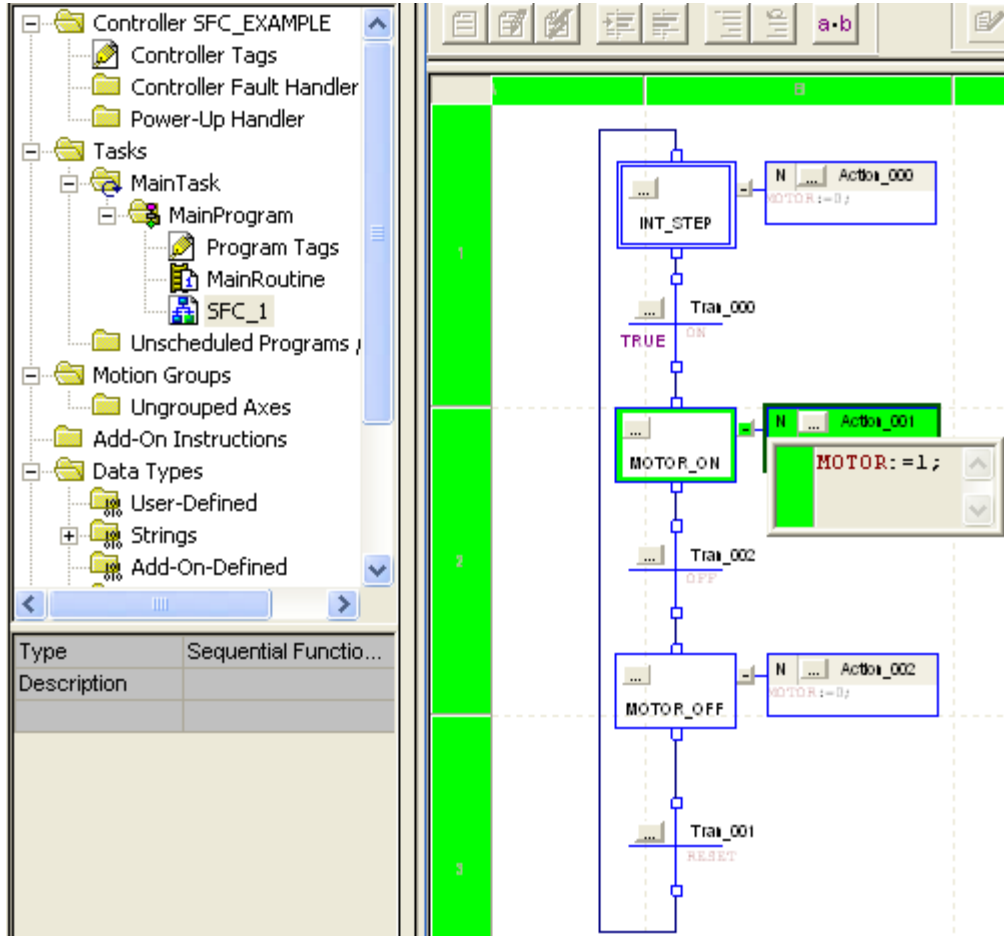 Controller SFC_EXAMPLE
Controller Tags
Controller Fault Handler
Power-Up Handler
Tasks
MainTask
MainProgram
Program Tags
MainRoutine
SFC_1
Unscheduled Programs
Motion Groups
Ungrouped Axes
Add-On Instructions
Data Types
User-Defined
Strings
Add-On-Defined
Type Sequential Functio...
Description
a•b
B
1
2
3
... INT_STEP
N ... Action_000
MOTOR:=0;
... Tran_000
TRUE ON
... MOTOR_ON
N ... Action_001
MOTOR:=1;
... Tran_002
OFF
... MOTOR_OFF
N ... Action_002
MOTOR:=0;
... Tran_001
RESET